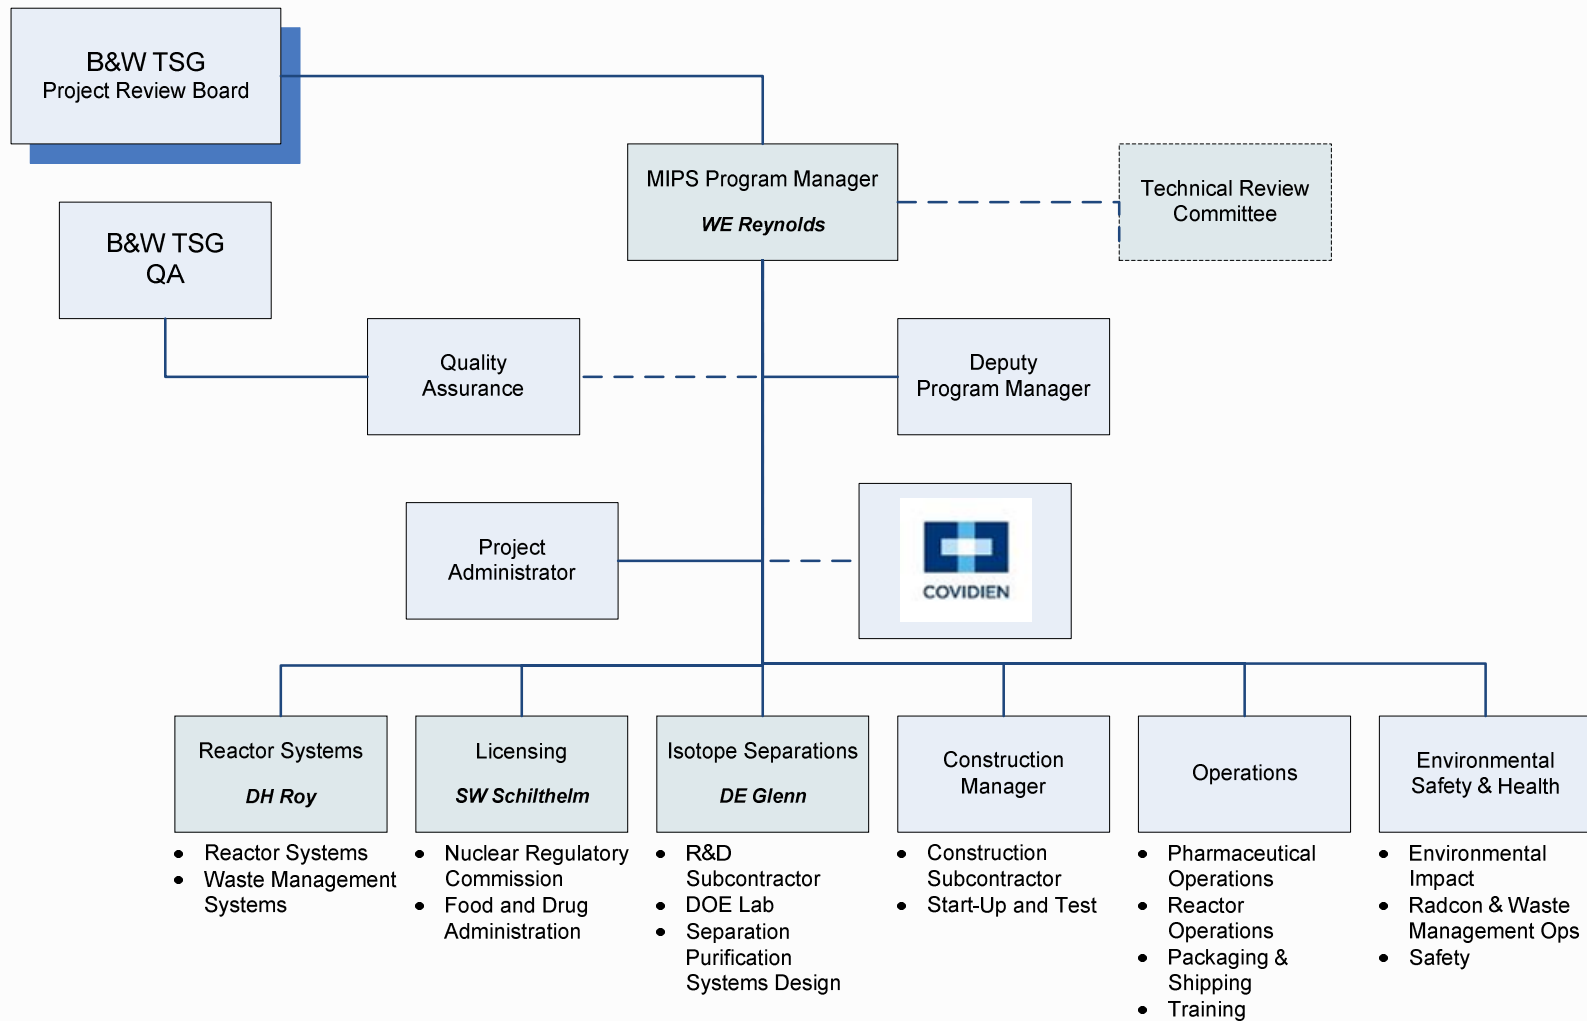 B&W TSG
Project Review Board
MIPS Program Manager
WE Reynolds
Technical Review
Committee
B&W TSG
QA
Quality
Assurance
Deputy
Program Manager
Project
Administrator
COVIDIEN
Reactor Systems
DH Roy
• Reactor Systems
• Waste Management
Systems
Licensing
SW Schilthelm
• Nuclear Regulatory
Commission
• Food and Drug
Administration
Isotope Separations
DE Glenn
• R&D
Subcontractor
• DOE Lab
• Separation
Purification
Systems Design
Construction
Manager
• Construction
Subcontractor
• Start-Up and Test
Operations
• Pharmaceutical
Operations
• Reactor
Operations
• Packaging &
Shipping
• Training
Environmental
Safety & Health
• Environmental
Impact
• Radcon & Waste
Management Ops
• Safety